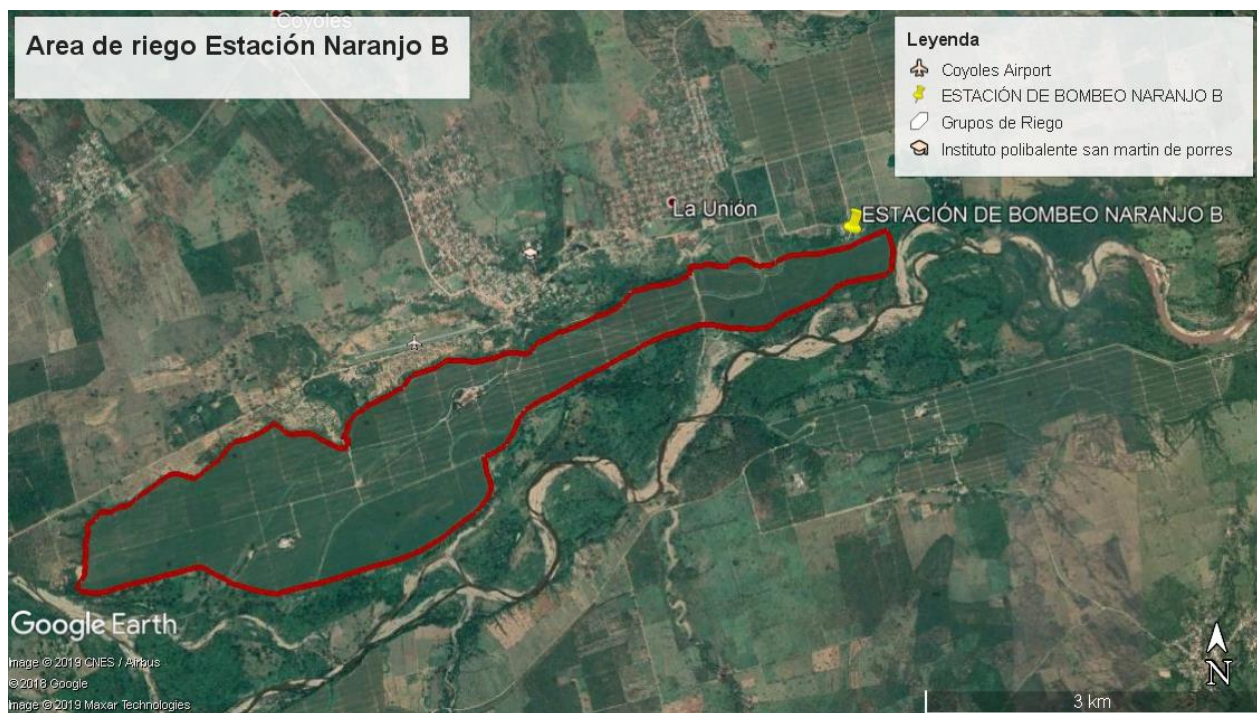 Coyoles
Area de riego Estación Naranjo B
Leyenda
Coyoles Airport
ESTACIÓN DE BOMBEO NARANJO B
Grupos de Riego
Instituto polibalente san martin de porres
La Unión
ESTACIÓN DE BOMBEO NARANJO B
Google Earth
Image © 2019 CNES / Airbus
© 2018 Google
Image © 2019 Maxar Technologies
N
3 km